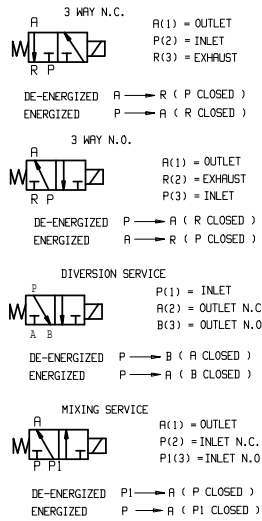 3 WAY N.C.
A
A(1) = OUTLET
P(2) = INLET
R(3) = EXHAUST
R P
DE-ENERGIZED A → R ( P CLOSED )
ENERGIZED P → A ( R CLOSED )
3 WAY N.O.
A
A(1) = OUTLET
R(2) = EXHAUST
P(3) = INLET
R P
DE-ENERGIZED P → A ( R CLOSED )
ENERGIZED A → R ( P CLOSED )
DIVERSION SERVICE
P
P(1) = INLET
A(2) = OUTLET N.C
B(3) = OUTLET N.O
A B
DE-ENERGIZED P → B ( A CLOSED )
ENERGIZED P → A ( B CLOSED )
MIXING SERVICE
A
A(1) = OUTLET
P(2) = INLET N.C.
P1(3) = INLET N.O
P P1
DE-ENERGIZED P1 → A ( P CLOSED )
ENERGIZED P → A ( P1 CLOSED )